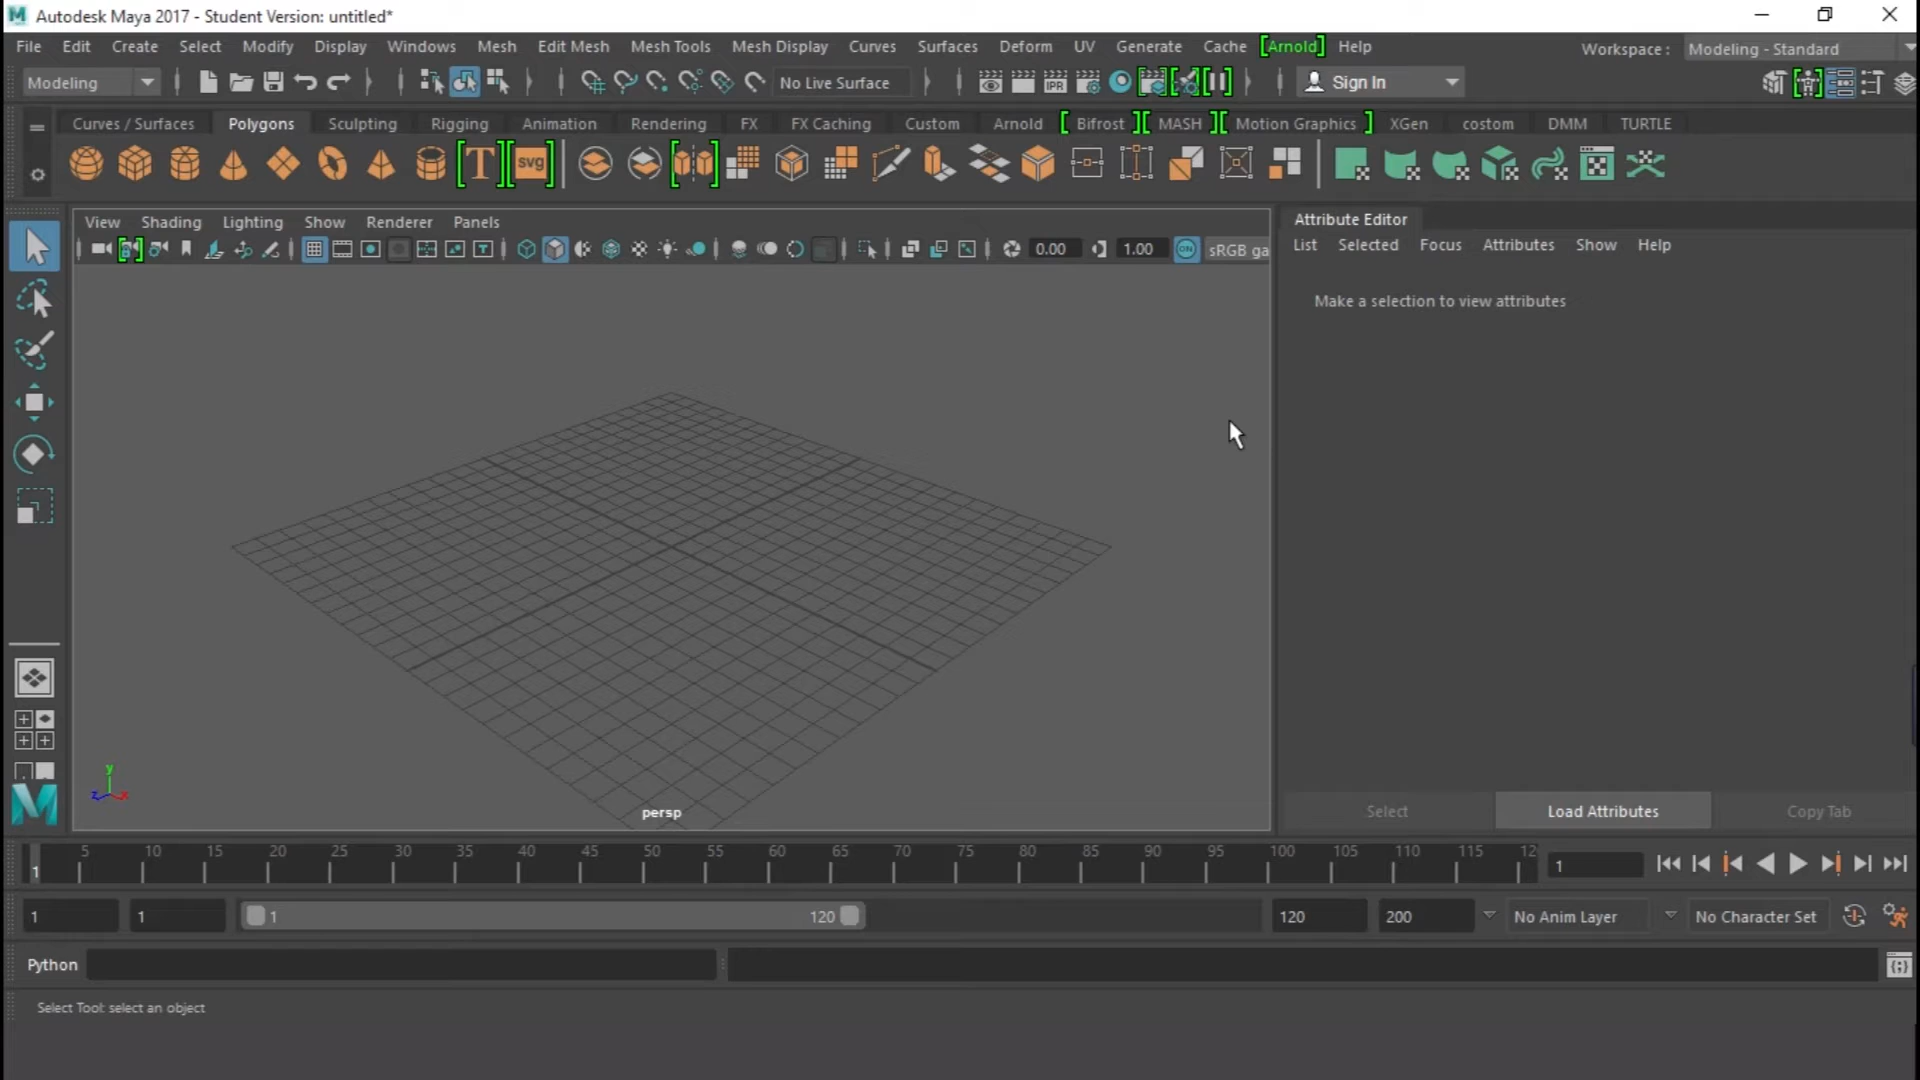 Autodesk Maya 2017 - Student Version: untitled*
File Edit Create Select Modify Display Windows Mesh Edit Mesh Mesh Tools Mesh Display Curves Surfaces Deform UV Generate Cache [Arnold] Help Workspace : Modeling - Standard
Modeling No Live Surface IPR Sign In
Curves / Surfaces Polygons Sculpting Rigging Animation Rendering FX FX Caching Custom Arnold [ Bifrost ][ MASH ][ Motion Graphics ] XGen costom DMM TURTLE
T svg
View Shading Lighting Show Renderer Panels
0.00 1.00 ON sRGB ga
Attribute Editor
List Selected Focus Attributes Show Help
Make a selection to view attributes
y
z x
persp
Select Load Attributes Copy Tab
5 10 15 20 25 30 35 40 45 50 55 60 65 70 75 80 85 90 95 100 105 110 115 12
1 1
1 1 1 120 120 200 No Anim Layer No Character Set
Python
Select Tool: select an object